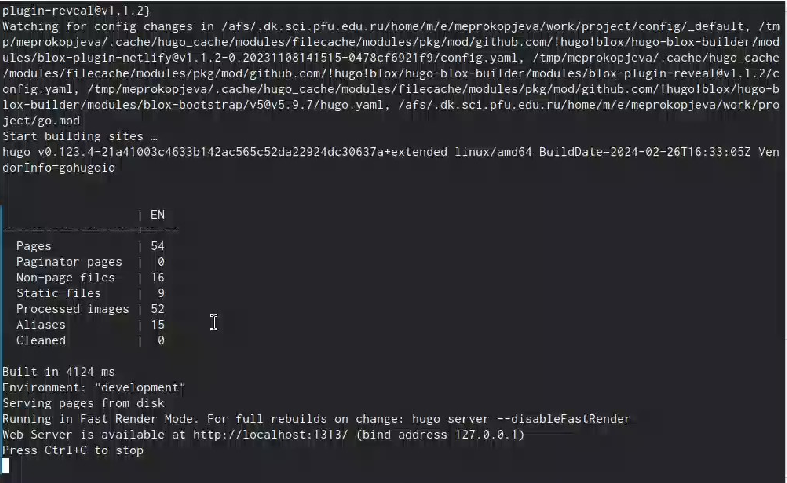 plugin-reveal@v1.1.2}
Watching for config changes in /afs/.dk.sci.pfu.edu.ru/home/m/e/meprokopjeva/work/project/config/_default, /tm
p/meprokopjeva/.cache/hugo_cache/modules/filecache/modules/pkg/mod/github.com/!hugo!blox/hugo-blox-builder/mod
ules/blox-plugin-netlify@v1.1.2-0.20231108141515-0478cf6921f9/config.yaml, /tmp/meprokopjeva/.cache/hugo_cache
/modules/filecache/modules/pkg/mod/github.com/!hugo!blox/hugo-blox-builder/modules/blox-plugin-reveal@v1.1.2/c
onfig.yaml, /tmp/meprokopjeva/.cache/hugo_cache/modules/filecache/modules/pkg/mod/github.com/!hugo!blox/hugo-b
lox-builder/modules/blox-bootstrap/v5@v5.9.7/hugo.yaml, /afs/.dk.sci.pfu.edu.ru/home/m/e/meprokopjeva/work/pro
ject/go.mod
Start building sites …
hugo v0.123.4-21a41003c4633b142ac565c52da22924dc30637a+extended linux/amd64 BuildDate=2024-02-26T16:33:05Z Ven
dorInfo=gohugoio
| EN
Pages | 54
Paginator pages | 0
Non-page files | 16
Static files | 9
Processed images | 52
Aliases | 15
Cleaned | 0
Built in 4124 ms
Environment: "development"
Serving pages from disk
Running in Fast Render Mode. For full rebuilds on change: hugo server --disableFastRender
Web Server is available at http://localhost:1313/ (bind address 127.0.0.1)
Press Ctrl+C to stop